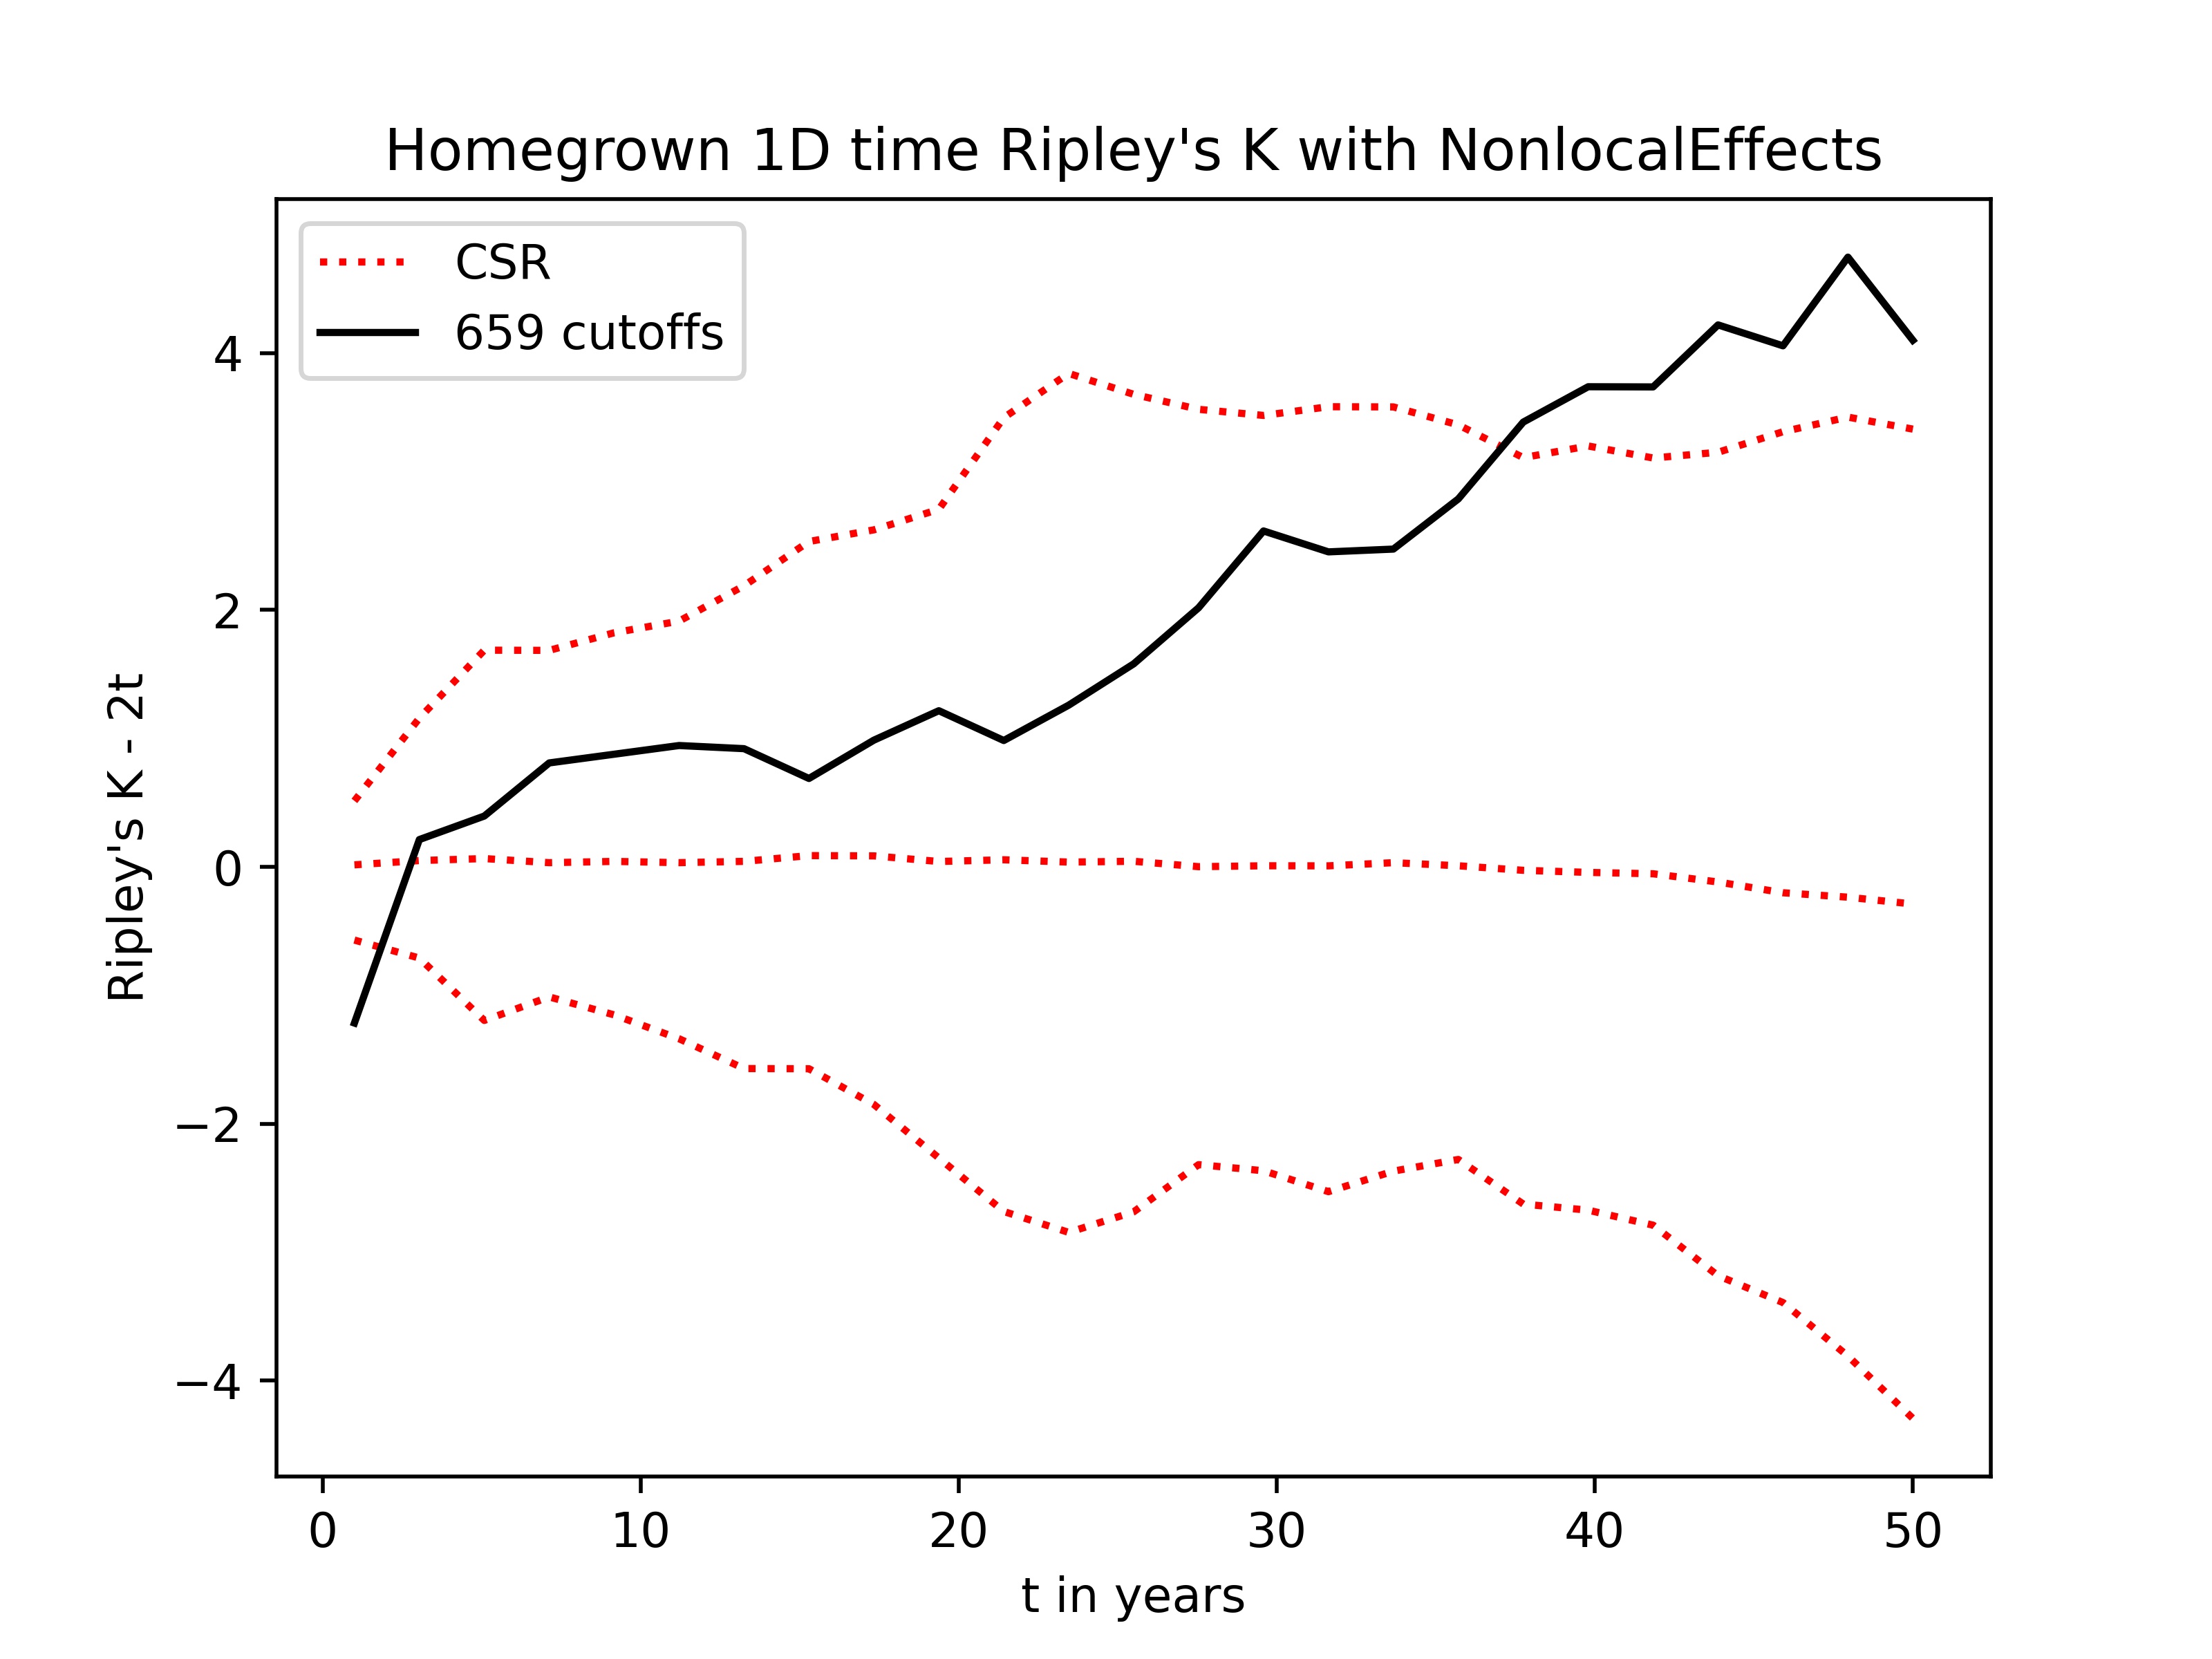 Homegrown 1D time Ripley's K with NonlocalEffects
CSR
659 cutoffs
Ripley's K - 2t
4
2
0
−2
−4
0 10 20 30 40 50
t in years